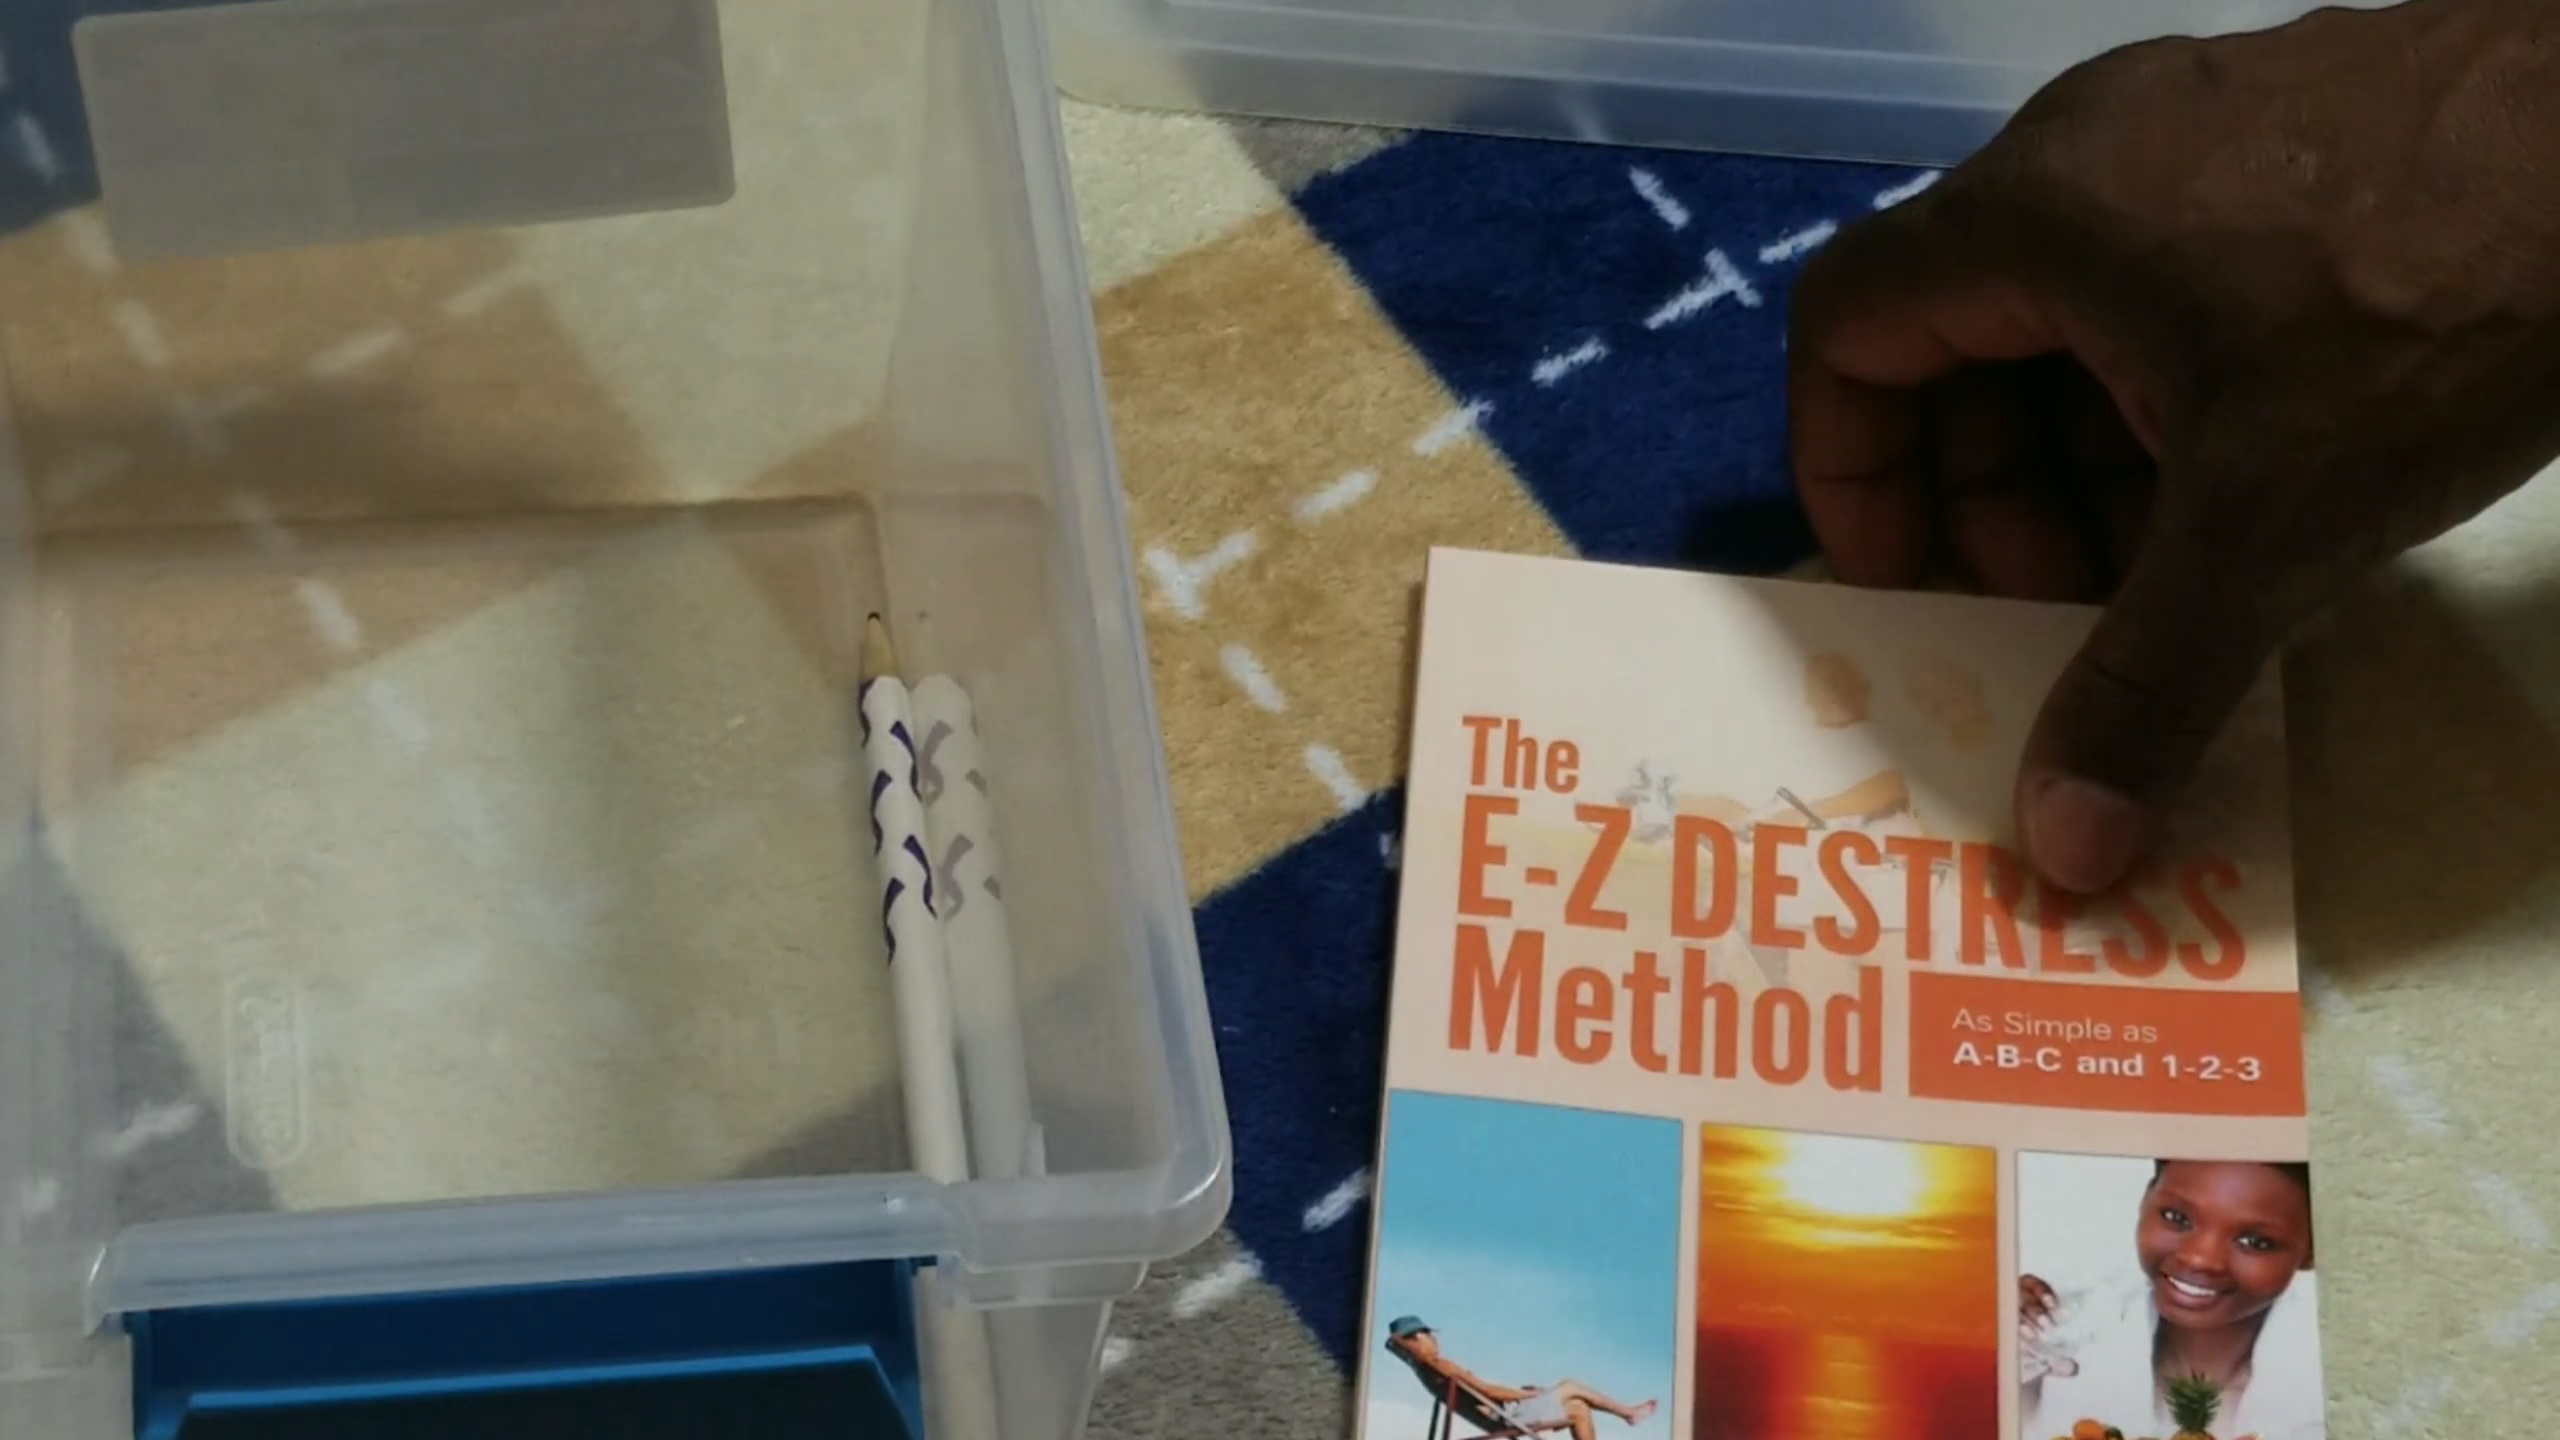 The
E-Z DESTRESS
Method
As Simple as
A-B-C and 1-2-3